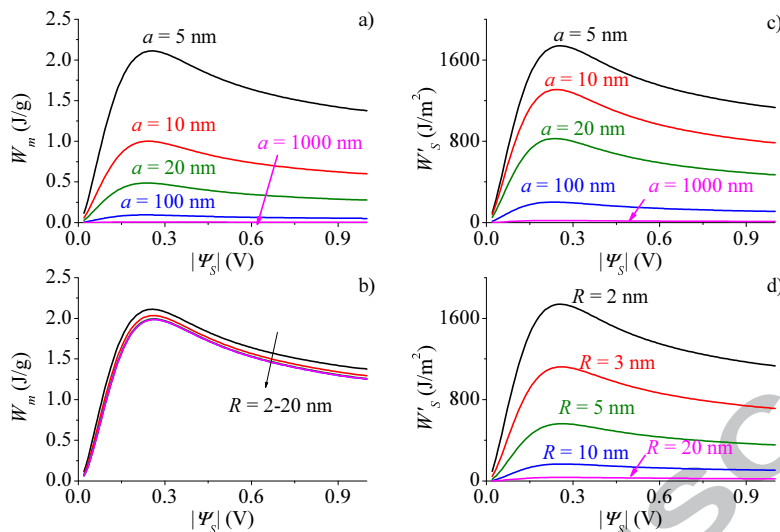 a)
a = 5 nm
a = 10 nm
a = 1000 nm
a = 20 nm
a = 100 nm
W_m (J/g)
2.5
2.0
1.5
1.0
0.5
0.0
0.0 0.3 0.6 0.9
|Ψ_S| (V)
c)
a = 5 nm
a = 10 nm
a = 20 nm
a = 100 nm
a = 1000 nm
W'_S (J/m²)
1600
800
0
0.0 0.3 0.6 0.9
|Ψ_S| (V)
b)
R = 2-20 nm
W_m (J/g)
2.5
2.0
1.5
1.0
0.5
0.0
0.0 0.3 0.6 0.9
|Ψ_S| (V)
d)
R = 2 nm
R = 3 nm
R = 5 nm
R = 10 nm
R = 20 nm
W'_S (J/m²)
1600
800
0
0.0 0.3 0.6 0.9
|Ψ_S| (V)
SC